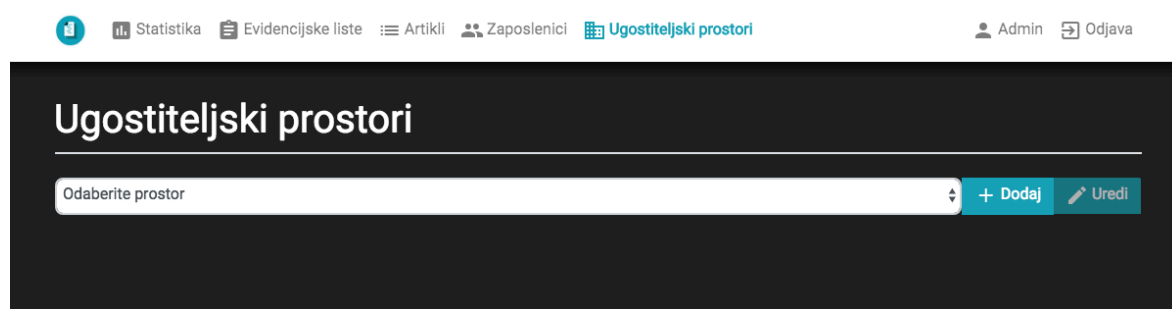 Statistika Evidencijske liste Artikli Zaposlenici Ugostiteljski prostori Admin Odjava
Ugostiteljski prostori
Odaberite prostor + Dodaj Uredi